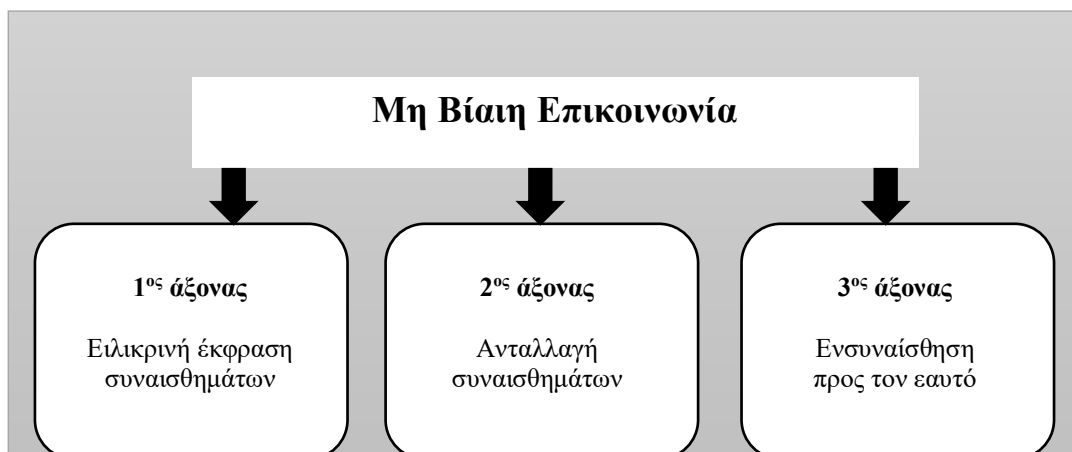 Μη Βίαιη Επικοινωνία
1ος άξονας
Ειλικρινή έκφραση
συναισθημάτων
2ος άξονας
Ανταλλαγή
συναισθημάτων
3ος άξονας
Ενσυναίσθηση
προς τον εαυτό